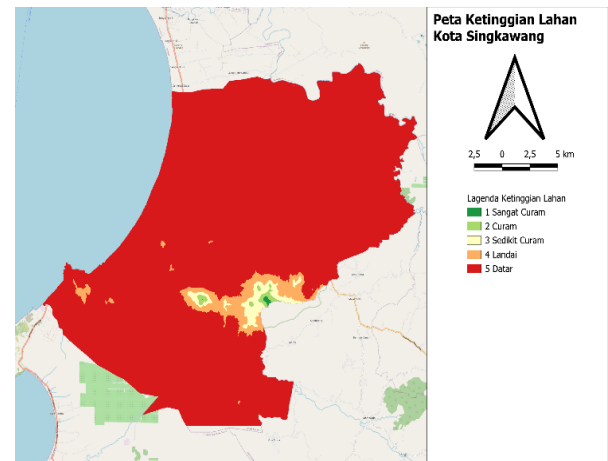 Peta Ketinggian Lahan
Kota Singkawang
2,5 0 2,5 5 km
Lagenda Ketinggian Lahan
1 Sangat Curam
2 Curam
3 Sedikit Curam
4 Landai
5 Datar